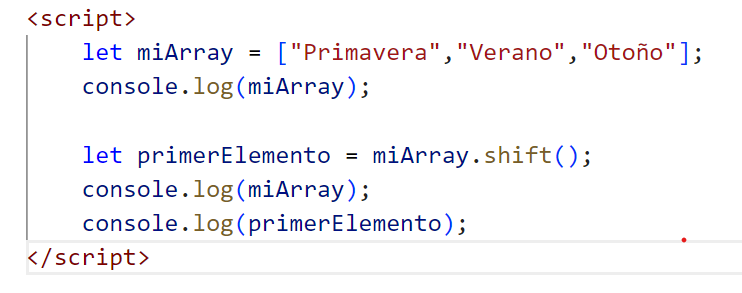 <script>
let miArray = ["Primavera","Verano","Otoño"];
console.log(miArray);
let primerElemento = miArray.shift();
console.log(miArray);
console.log(primerElemento);
</script>